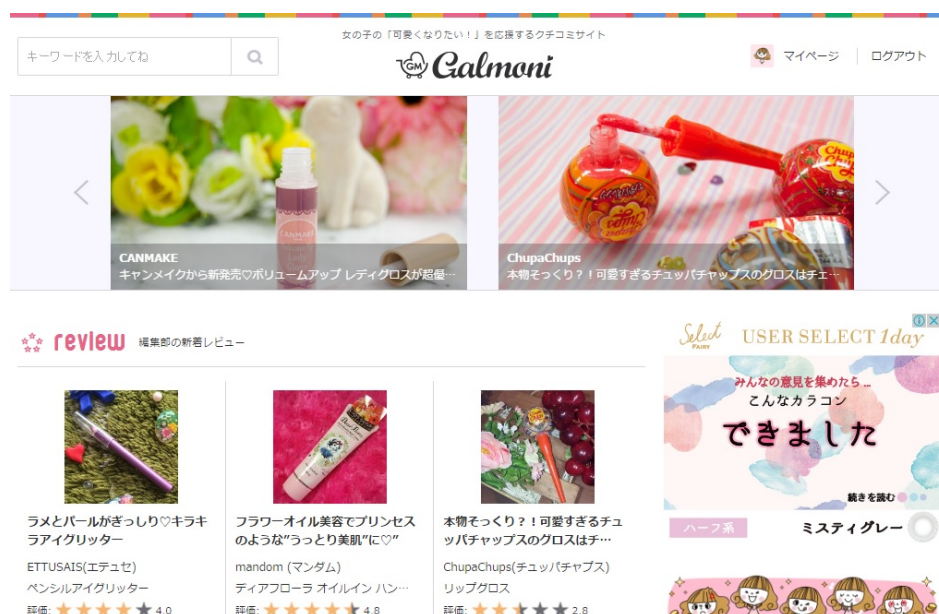 女の子の「可愛くなりたい！」を応援するクチコミサイト
キーワードを入力してね
GM Galmoni
マイページ
ログアウト
CANMAKE
キャンメイクから新発売♡ボリュームアップ レディグロスが超優…
ChupaChups
本物そっくり？！可愛すぎるチュッパチャップスのグロスはチェ…
review 編集部の新着レビュー
ラメとパールがぎっしり♡キラキ
ラアイグリッター
ETTUSAIS(エテュセ)
ペンシルアイグリッター
評価: 4.0
フラワーオイル美容でプリンセス
のような”うっとり美肌”に♡”
mandom (マンダム)
ディアフローラ オイルイン ハン…
評価: 4.8
本物そっくり？！可愛すぎるチュ
ッパチャップスのグロスはチ…
ChupaChups(チュッパチャプス)
リップグロス
評価: 2.8
Select
FAIRY
USER SELECT 1day
みんなの意見を集めたら...
こんなカラコン
できました
続きを読む
ハーフ系
ミスティグレー